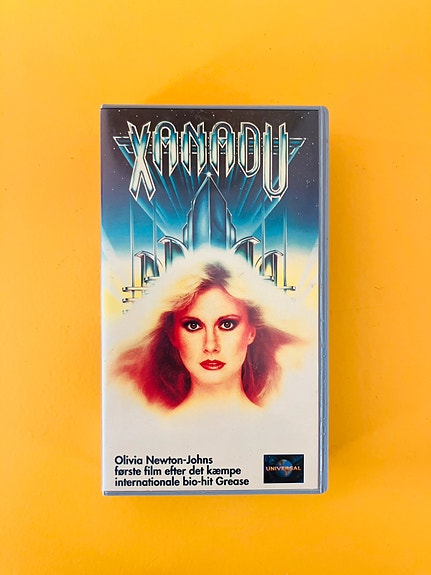 XANADU
Olivia Newton-Johns
første film efter det kæmpe
internationale bio-hit Grease
UNIVERSAL